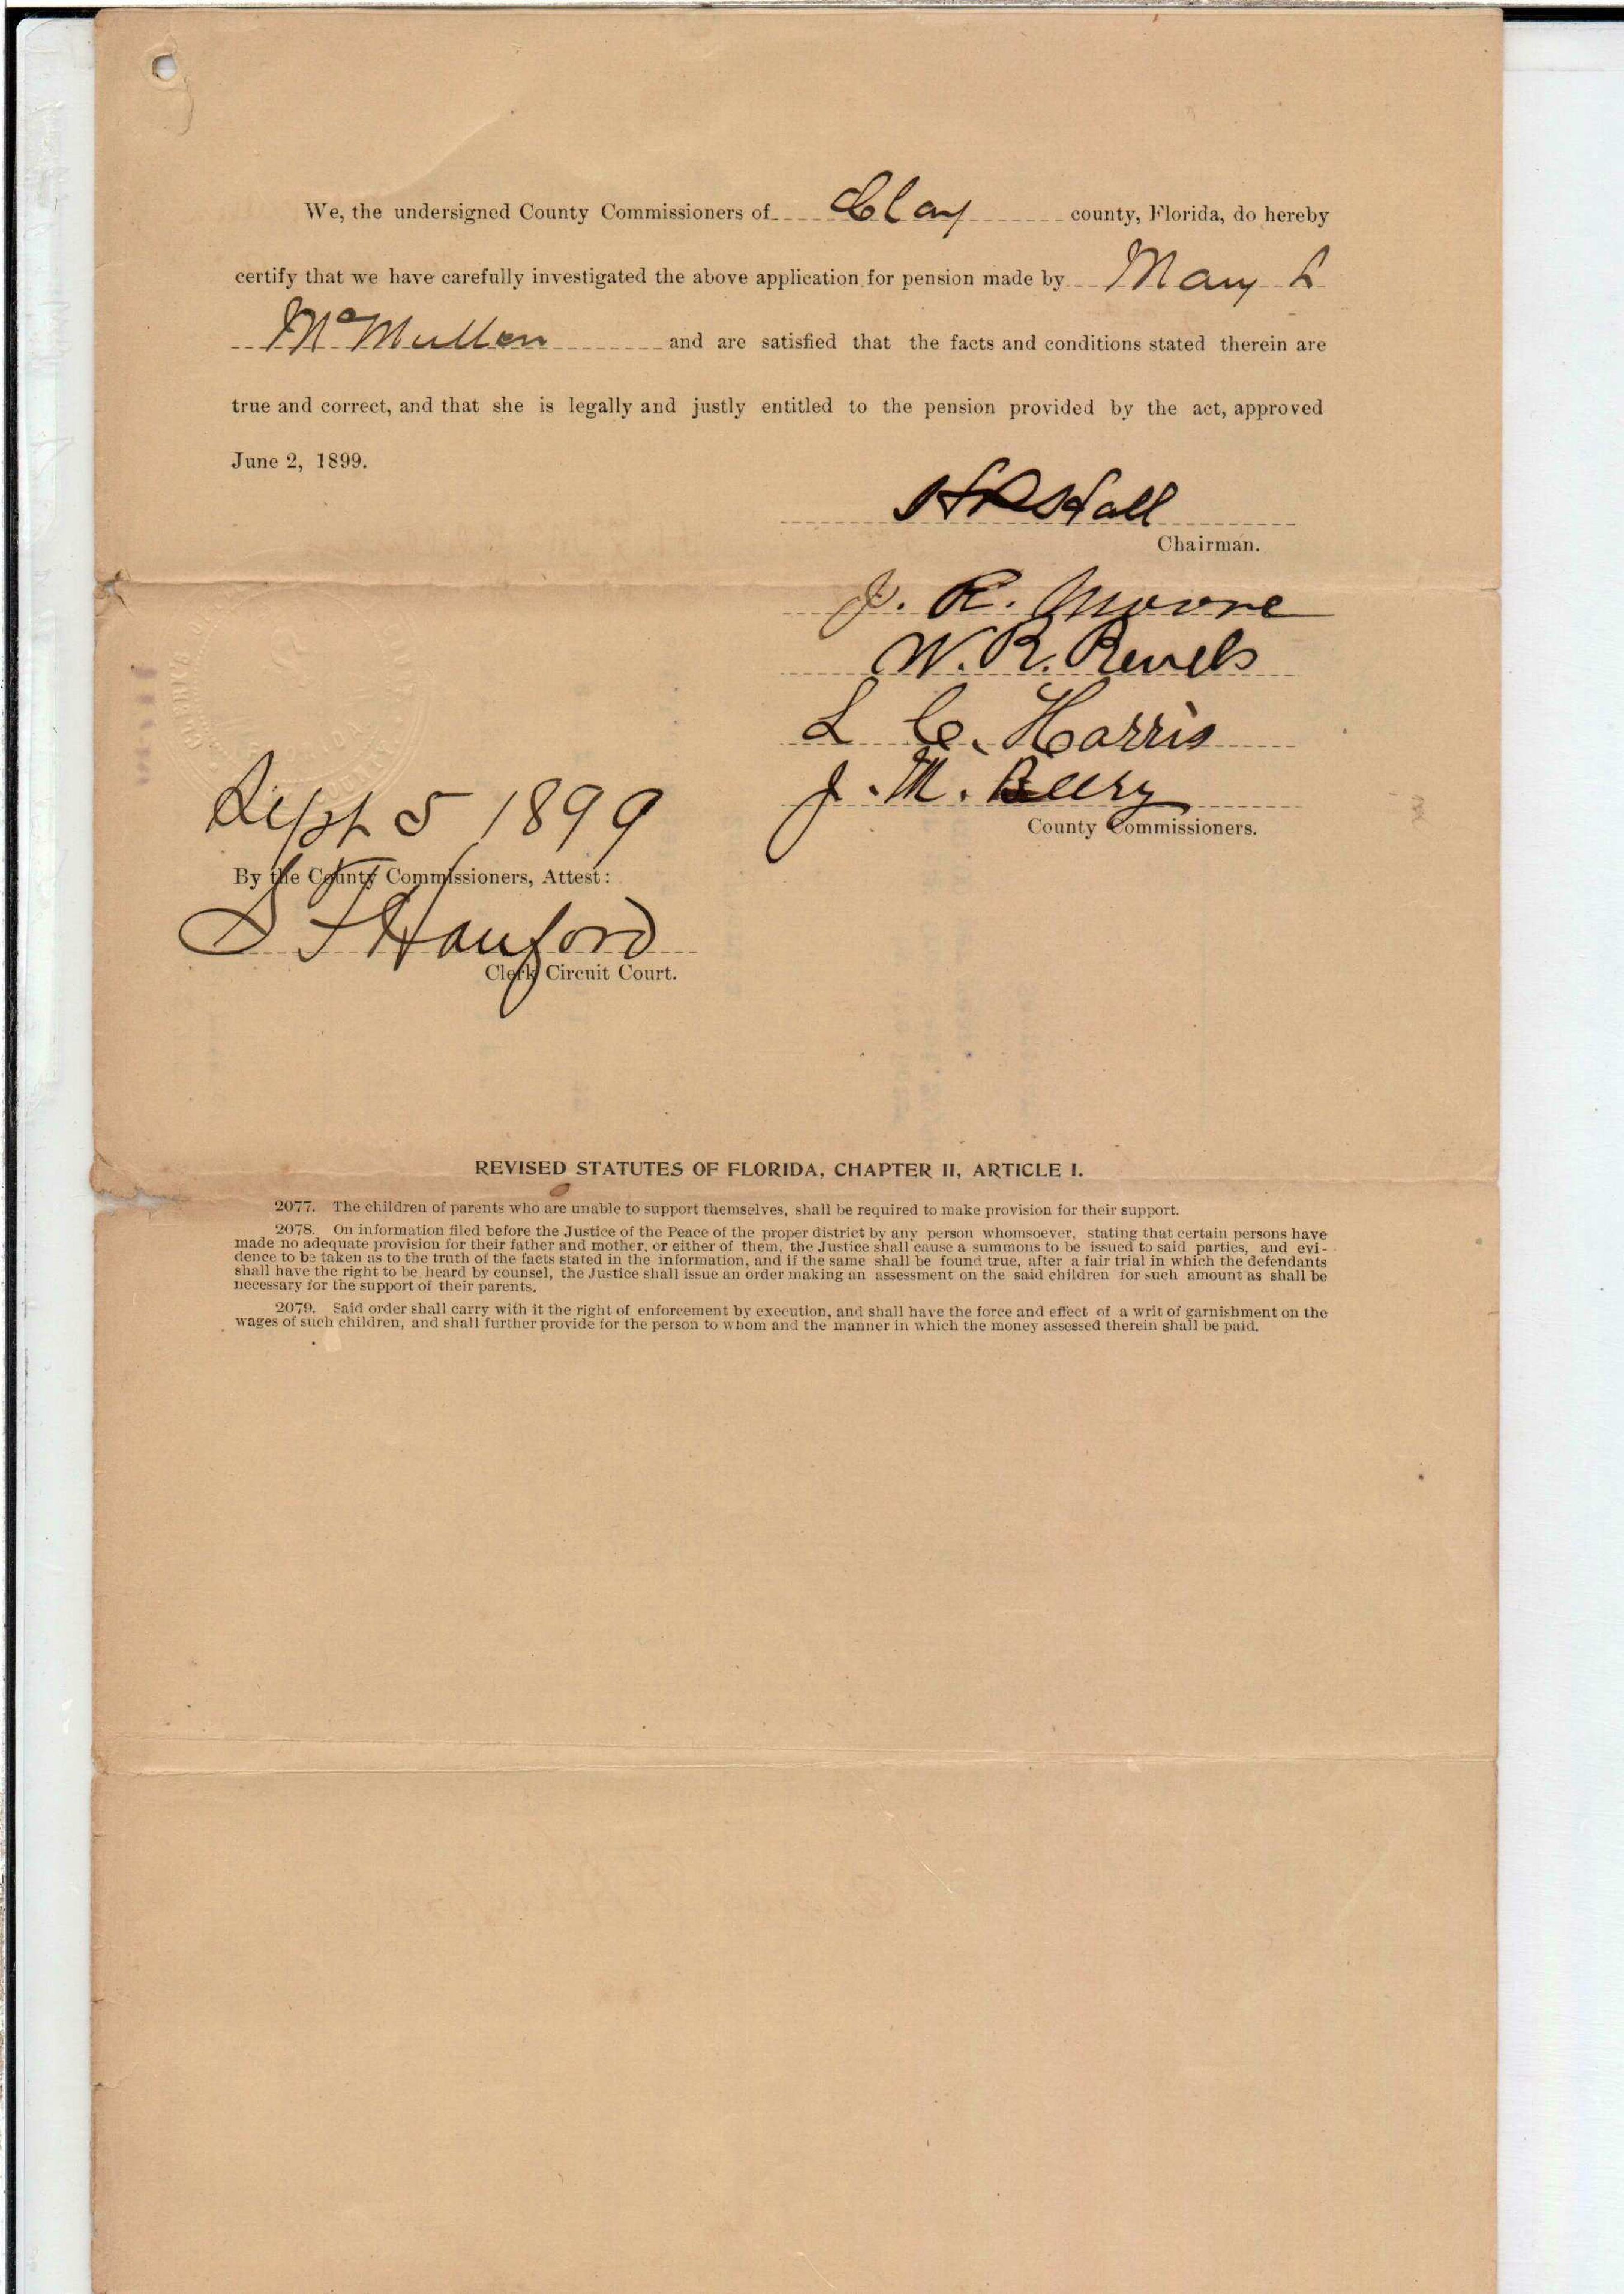 We, the undersigned County Commissioners of Clay county, Florida, do hereby
certify that we have carefully investigated the above application for pension made by Mary L
McMullen and are satisfied that the facts and conditions stated therein are
true and correct, and that she is legally and justly entitled to the pension provided by the act, approved
June 2, 1899.
H R Hall
Chairman.
J. R. Moore
W. R. Revels
L C. Harris
J. M. Beery
County Commissioners.
Sept 5 1899
By the County Commissioners, Attest:
Hanford
Clerk Circuit Court.
REVISED STATUTES OF FLORIDA, CHAPTER II, ARTICLE I.
2077. The children of parents who are unable to support themselves, shall be required to make provision for their support.
2078. On information filed before the Justice of the Peace of the proper district by any person whomsoever, stating that certain persons have
made no adequate provision for their father and mother, or either of them, the Justice shall cause a summons to be issued to said parties, and evi-
dence to be taken as to the truth of the facts stated in the information, and if the same shall be found true, after a fair trial in which the defendants
shall have the right to be heard by counsel, the Justice shall issue an order making an assessment on the said children for such amount as shall be
necessary for the support of their parents.
2079. Said order shall carry with it the right of enforcement by execution, and shall have the force and effect of a writ of garnishment on the
wages of such children, and shall further provide for the person to whom and the manner in which the money assessed therein shall be paid.